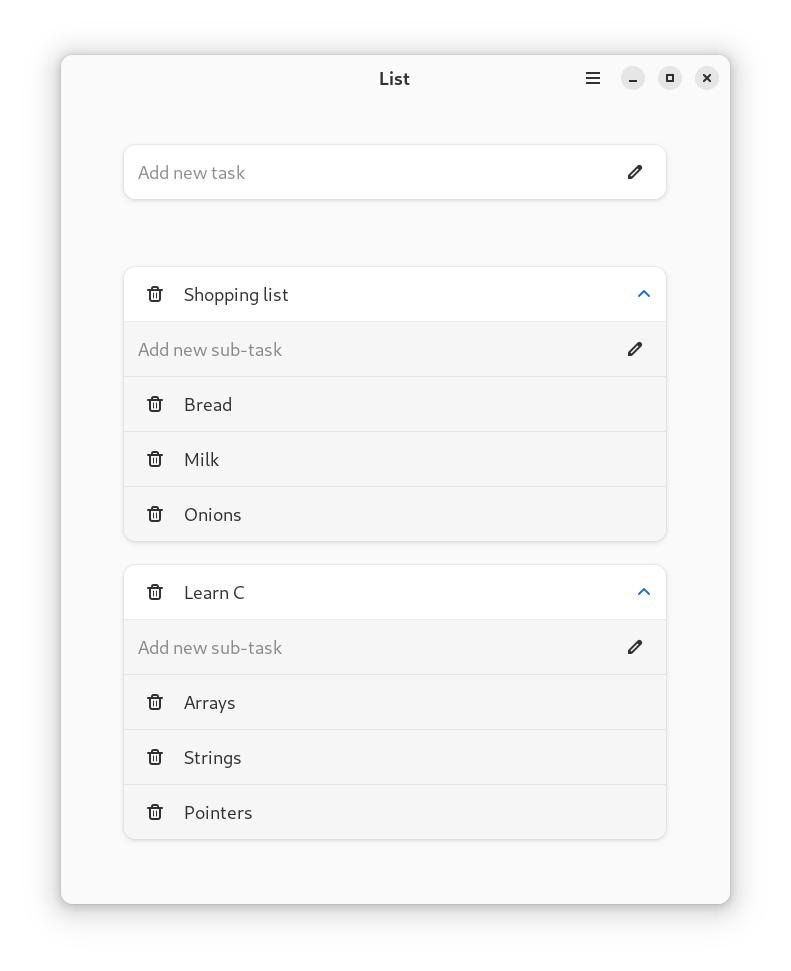 List
Add new task
Shopping list
Add new sub-task
Bread
Milk
Onions
Learn C
Add new sub-task
Arrays
Strings
Pointers